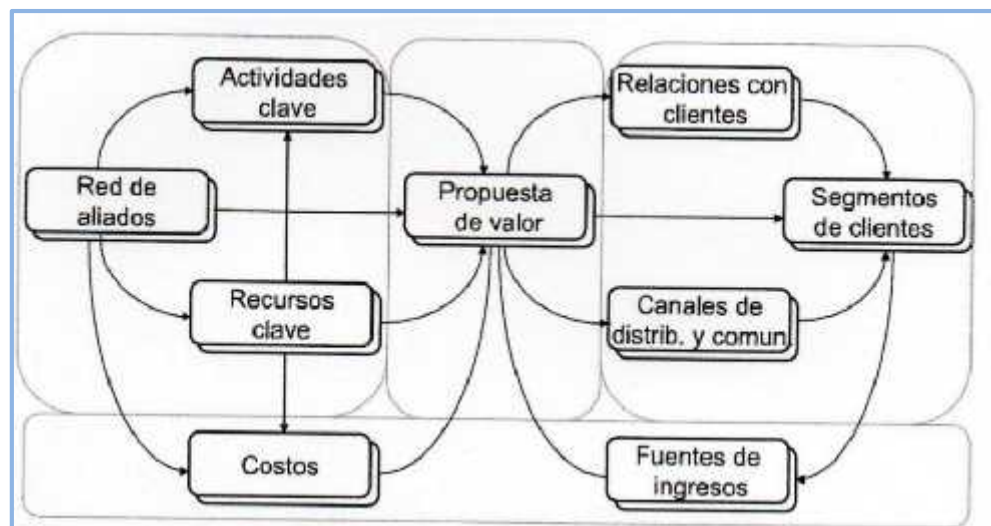 Actividades
clave
Relaciones con
clientes
Red de
aliados
Propuesta
de valor
Segmentos
de clientes
Recursos
clave
Canales de
distrib. y comun
Costos
Fuentes de
ingresos